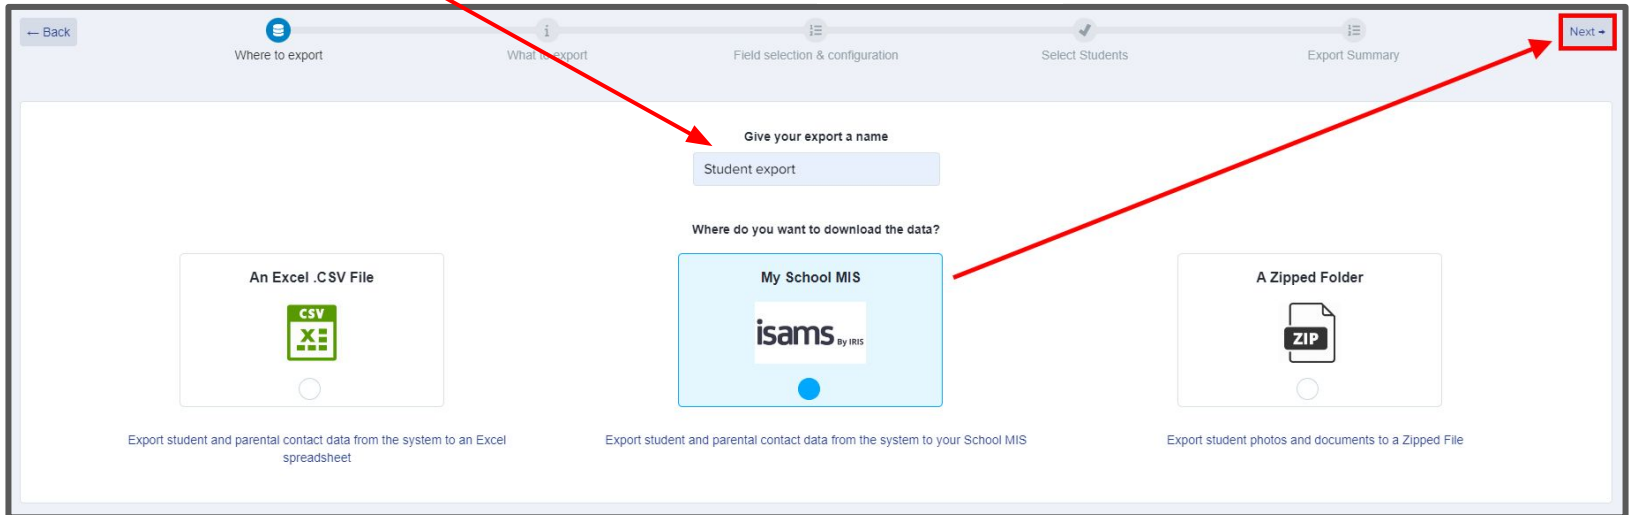 ← Back
Where to export
What to export
Field selection & configuration
Select Students
Export Summary
Next →
Give your export a name
Student export
Where do you want to download the data?
An Excel .CSV File
CSV
My School MIS
isams By IRIS
A Zipped Folder
ZIP
Export student and parental contact data from the system to an Excel
spreadsheet
Export student and parental contact data from the system to your School MIS
Export student photos and documents to a Zipped File